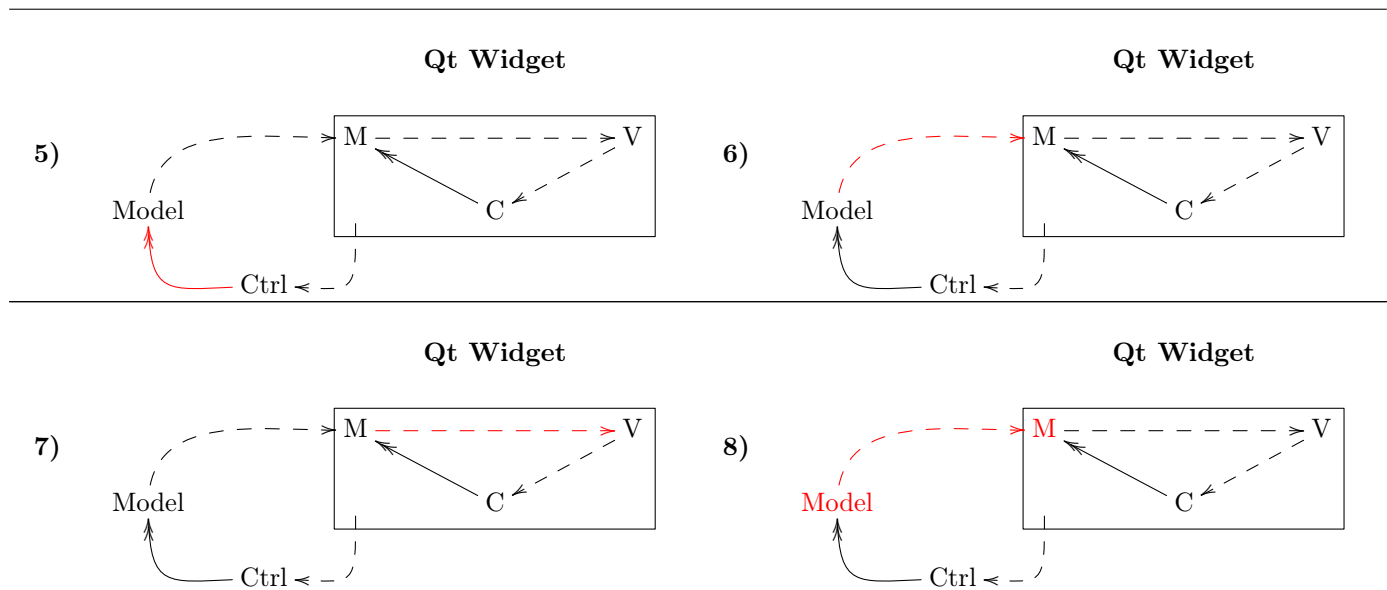 Qt Widget
5)
M
V
C
Model
Ctrl
Qt Widget
6)
M
V
C
Model
Ctrl
Qt Widget
7)
M
V
C
Model
Ctrl
Qt Widget
8)
M
V
C
Model
Ctrl